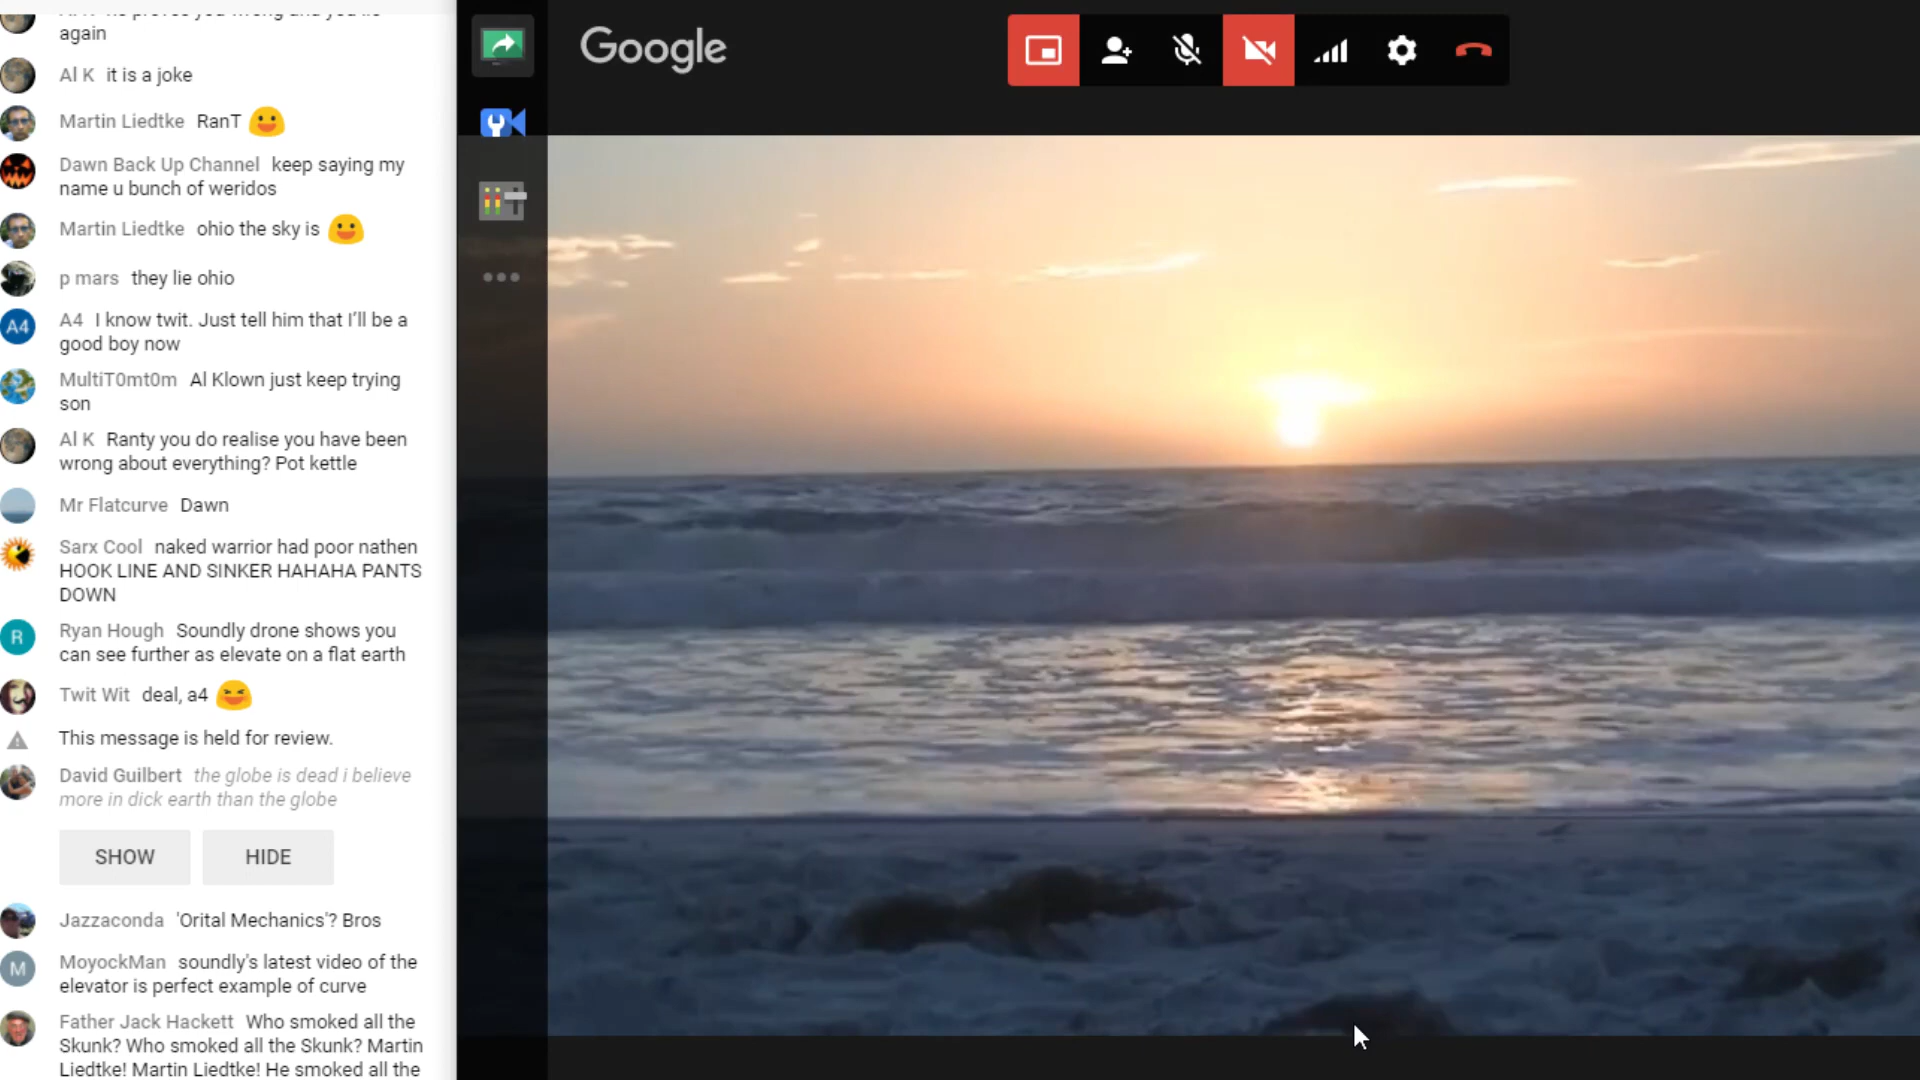 again
Al K it is a joke
Martin Liedtke RanT
Dawn Back Up Channel keep saying my
name u bunch of weridos
Martin Liedtke ohio the sky is
p mars they lie ohio
A4 A4 I know twit. Just tell him that I'll be a
good boy now
MultiT0mt0m Al Klown just keep trying
son
Al K Ranty you do realise you have been
wrong about everything? Pot kettle
Mr Flatcurve Dawn
Sarx Cool naked warrior had poor nathen
HOOK LINE AND SINKER HAHAHA PANTS
DOWN
R Ryan Hough Soundly drone shows you
can see further as elevate on a flat earth
Twit Wit deal, a4
This message is held for review.
David Guilbert the globe is dead i believe
more in dick earth than the globe
SHOW HIDE
Jazzaconda 'Orital Mechanics'? Bros
M MoyockMan soundly's latest video of the
elevator is perfect example of curve
Father Jack Hackett Who smoked all the
Skunk? Who smoked all the Skunk? Martin
Liedtke! Martin Liedtke! He smoked all the
Google